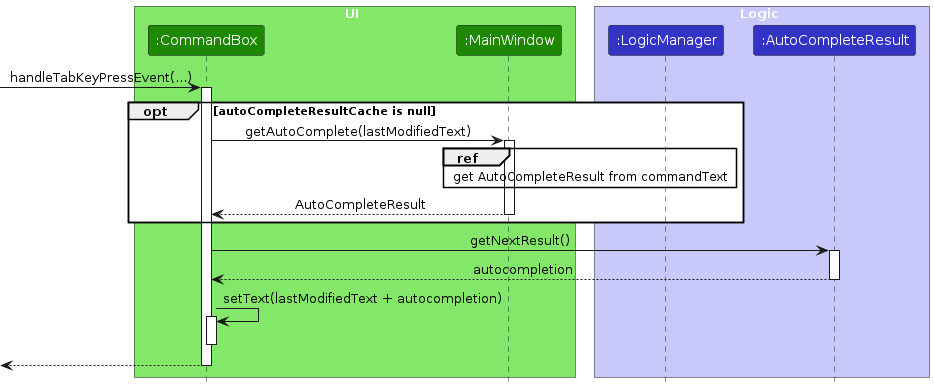 UI
Logic
:CommandBox
:MainWindow
:LogicManager
:AutoCompleteResult
handleTabKeyPressEvent(...)
opt
[autoCompleteResultCache is null]
getAutoComplete(lastModifiedText)
ref
get AutoCompleteResult from commandText
AutoCompleteResult
getNextResult()
autocompletion
setText(lastModifiedText + autocompletion)